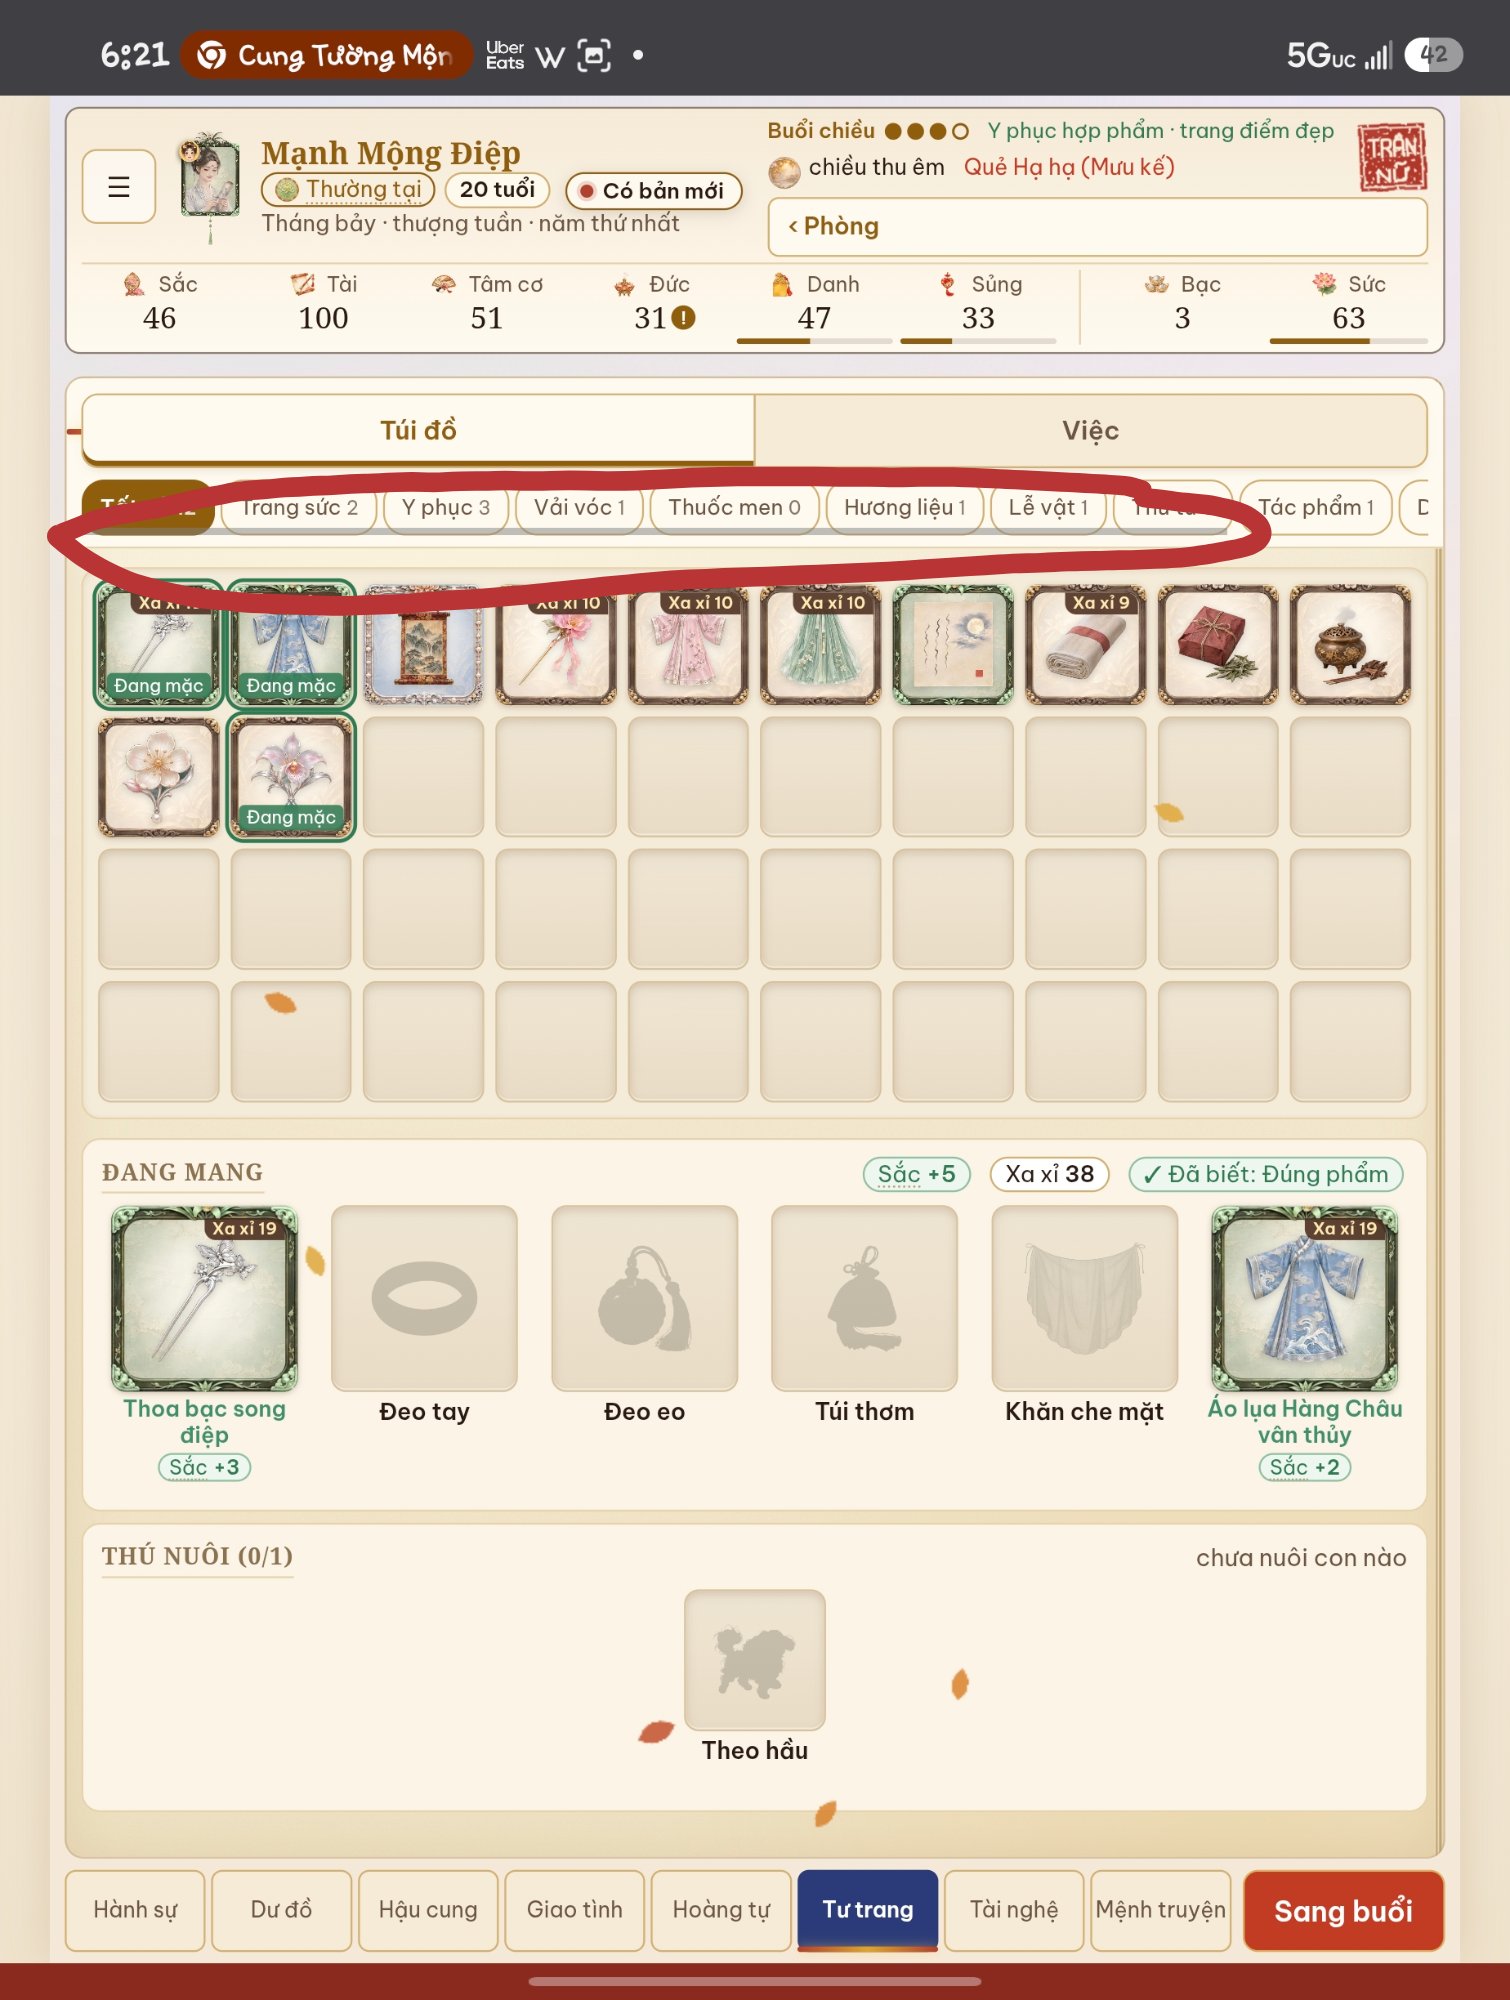 6:21 Cung Tường Mộn Uber Eats W 5G UC 42
Mạnh Mộng Điệp
Thường tại 20 tuổi Có bản mới
Tháng bảy · thượng tuần · năm thứ nhất
Buổi chiều Y phục hợp phẩm · trang điểm đẹp
chiều thu êm Quẻ Hạ hạ (Mưu kế)
TRÂN NỮ
‹ Phòng
Sắc Tài Tâm cơ Đức Danh Sủng Bạc Sức
46 100 51 31 ! 47 33 3 63
Túi đồ Việc
Trang sức 2 Y phục 3 Vải vóc 1 Thuốc men 0 Hương liệu 1 Lễ vật 1 Tác phẩm 1
Xa xỉ 10 Xa xỉ 10 Xa xỉ 10 Xa xỉ 9
Đang mặc Đang mặc
Đang mặc
ĐANG MANG Sắc +5 Xa xỉ 38 ✓ Đã biết: Đúng phẩm
Xa xỉ 19 Xa xỉ 19
Thoa bạc song điệp Đeo tay Đeo eo Túi thơm Khăn che mặt Áo lụa Hàng Châu vân thủy
Sắc +3 Sắc +2
THÚ NUÔI (0/1) chưa nuôi con nào
Theo hầu
Hành sự Dư đồ Hậu cung Giao tình Hoàng tự Tư trang Tài nghệ Mệnh truyện Sang buổi